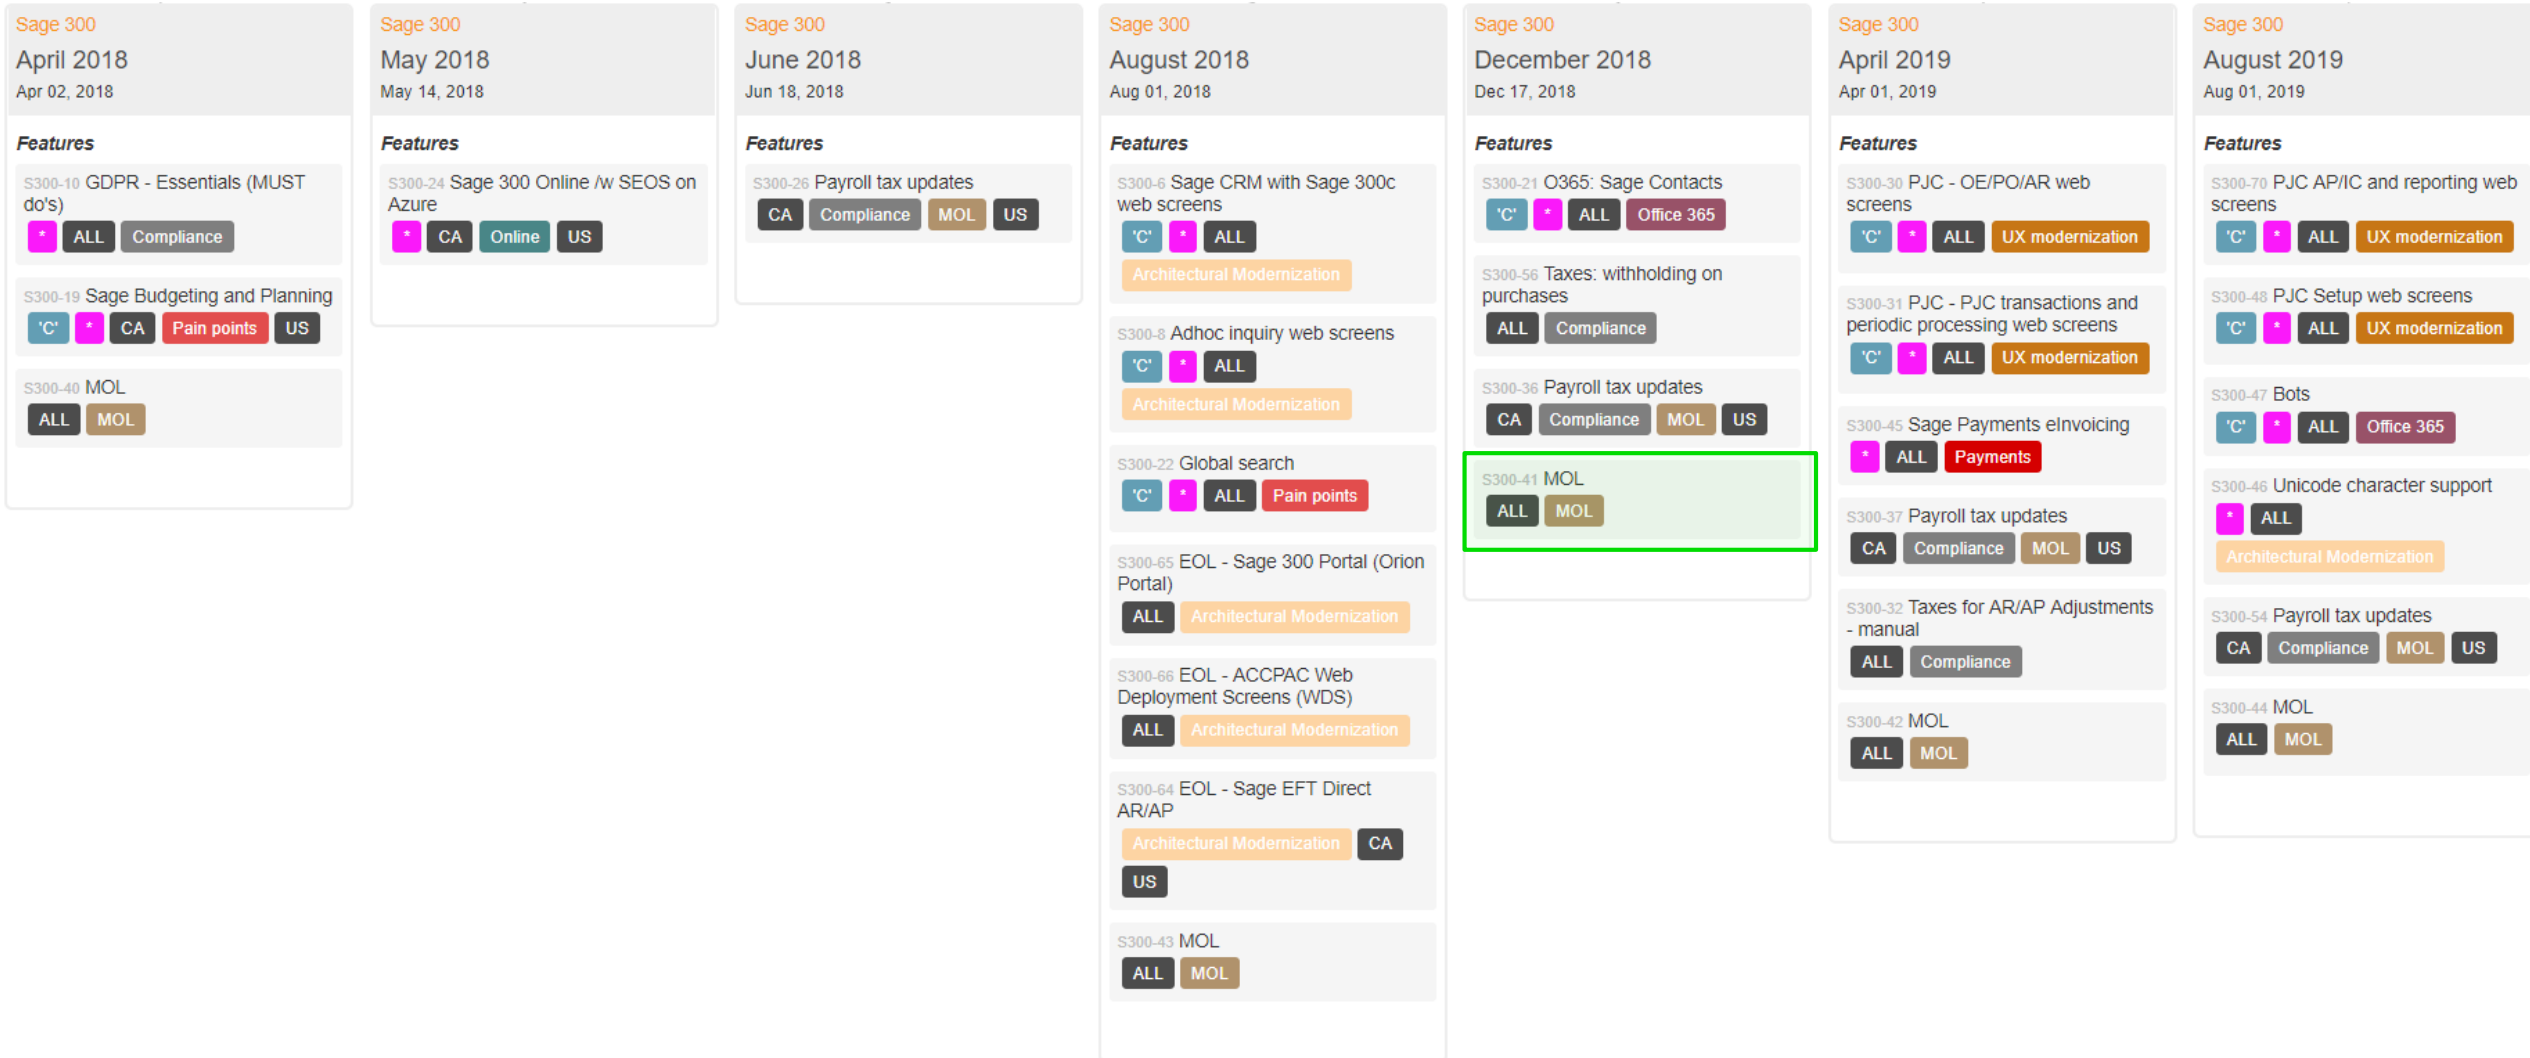 Sage 300
April 2018
Apr 02, 2018
Features
S300-10 GDPR - Essentials (MUST
do's)
* ALL Compliance
S300-19 Sage Budgeting and Planning
'C' * CA Pain points US
S300-40 MOL
ALL MOL
Sage 300
May 2018
May 14, 2018
Features
S300-24 Sage 300 Online /w SEOS on
Azure
* CA Online US
Sage 300
June 2018
Jun 18, 2018
Features
S300-26 Payroll tax updates
CA Compliance MOL US
Sage 300
August 2018
Aug 01, 2018
Features
S300-6 Sage CRM with Sage 300c
web screens
'C' * ALL
Architectural Modernization
S300-8 Adhoc inquiry web screens
'C' * ALL
Architectural Modernization
S300-22 Global search
'C' * ALL Pain points
S300-65 EOL - Sage 300 Portal (Orion
Portal)
ALL Architectural Modernization
S300-66 EOL - ACCPAC Web
Deployment Screens (WDS)
ALL Architectural Modernization
S300-64 EOL - Sage EFT Direct
AR/AP
Architectural Modernization CA
US
S300-43 MOL
ALL MOL
Sage 300
December 2018
Dec 17, 2018
Features
S300-21 O365: Sage Contacts
'C' * ALL Office 365
S300-56 Taxes: withholding on
purchases
ALL Compliance
S300-36 Payroll tax updates
CA Compliance MOL US
S300-41 MOL
ALL MOL
Sage 300
April 2019
Apr 01, 2019
Features
S300-30 PJC - OE/PO/AR web
screens
'C' * ALL UX modernization
S300-31 PJC - PJC transactions and
periodic processing web screens
'C' * ALL UX modernization
S300-45 Sage Payments eInvoicing
* ALL Payments
S300-37 Payroll tax updates
CA Compliance MOL US
S300-32 Taxes for AR/AP Adjustments
- manual
ALL Compliance
S300-42 MOL
ALL MOL
Sage 300
August 2019
Aug 01, 2019
Features
S300-70 PJC AP/IC and reporting web
screens
'C' * ALL UX modernization
S300-48 PJC Setup web screens
'C' * ALL UX modernization
S300-47 Bots
'C' * ALL Office 365
S300-46 Unicode character support
* ALL
Architectural Modernization
S300-54 Payroll tax updates
CA Compliance MOL US
S300-44 MOL
ALL MOL